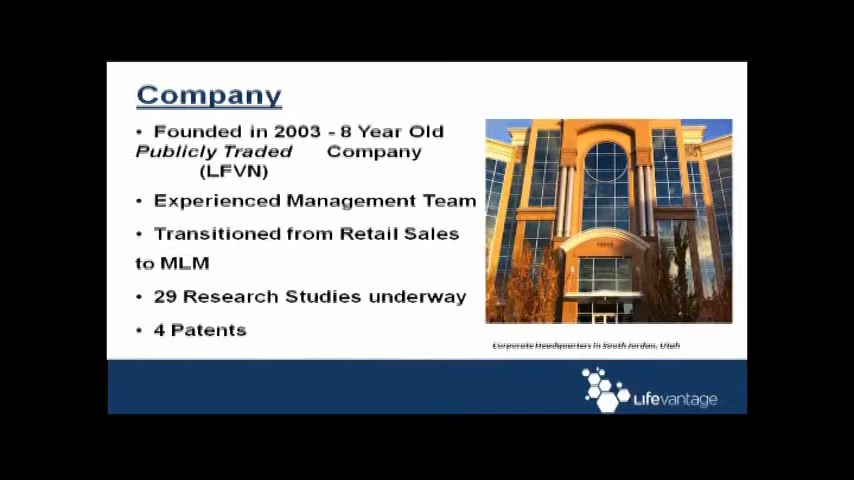 Company
• Founded in 2003 - 8 Year Old
Publicly Traded Company
(LFVN)
• Experienced Management Team
• Transitioned from Retail Sales
to MLM
• 29 Research Studies underway
• 4 Patents
Corporate Headquarters in South Jordan, Utah
Lifevantage